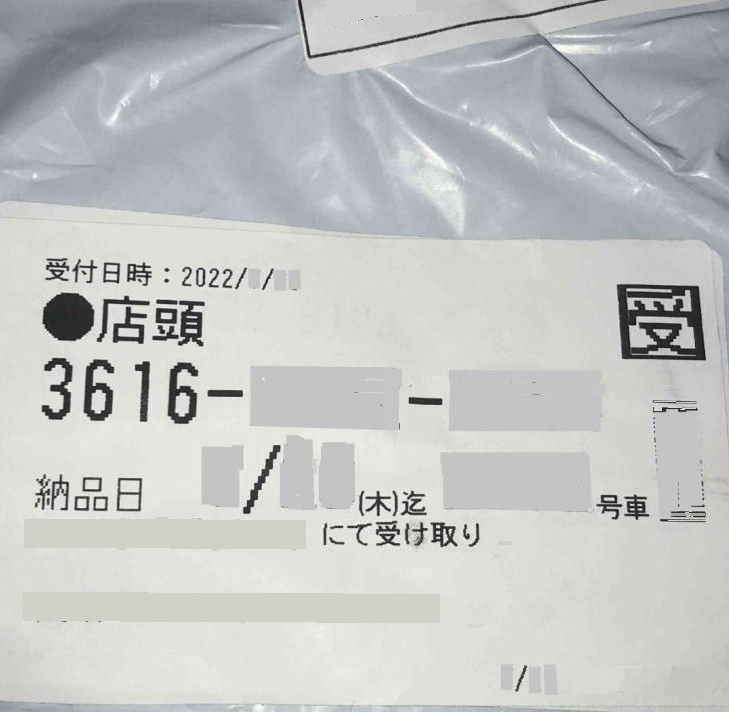 受付日時：2022/ /
●店頭
受
3616- -
納品日 / (木)迄 号車
にて受け取り
/